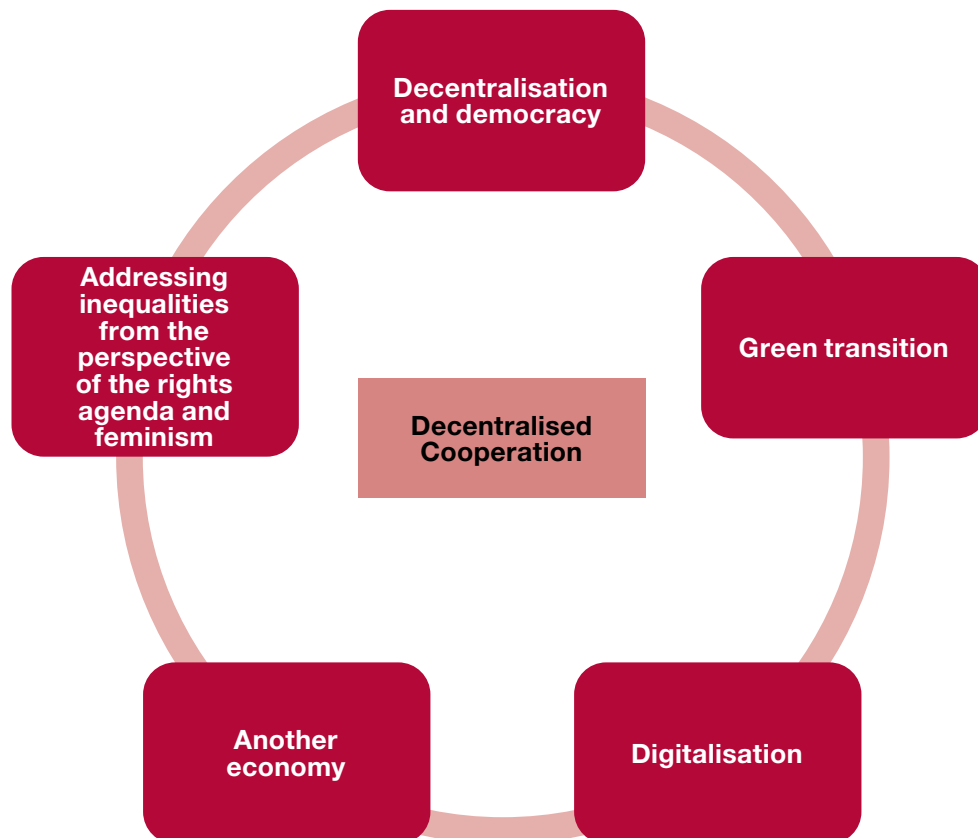 Decentralisation
and democracy
Addressing
inequalities
from the
perspective
of the rights
agenda and
feminism
Green transition
Decentralised
Cooperation
Another
economy
Digitalisation